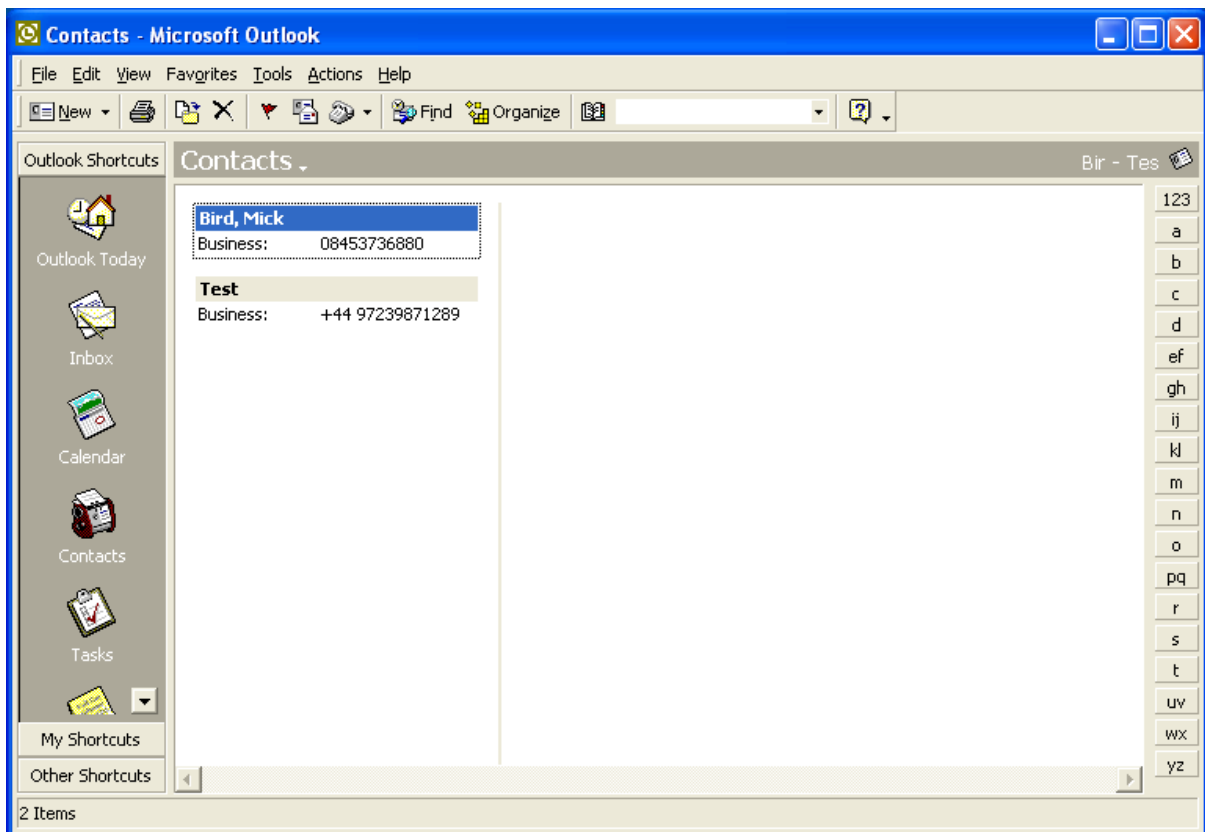 Contacts - Microsoft Outlook
File Edit View Favorites Tools Actions Help
New Find Organize
Outlook Shortcuts
Contacts
Bir - Tes
Outlook Today
Inbox
Calendar
Contacts
Tasks
My Shortcuts
Other Shortcuts
Bird, Mick
Business: 08453736880
Test
Business: +44 97239871289
123
a
b
c
d
ef
gh
ij
kl
m
n
o
pq
r
s
t
uv
wx
yz
2 Items